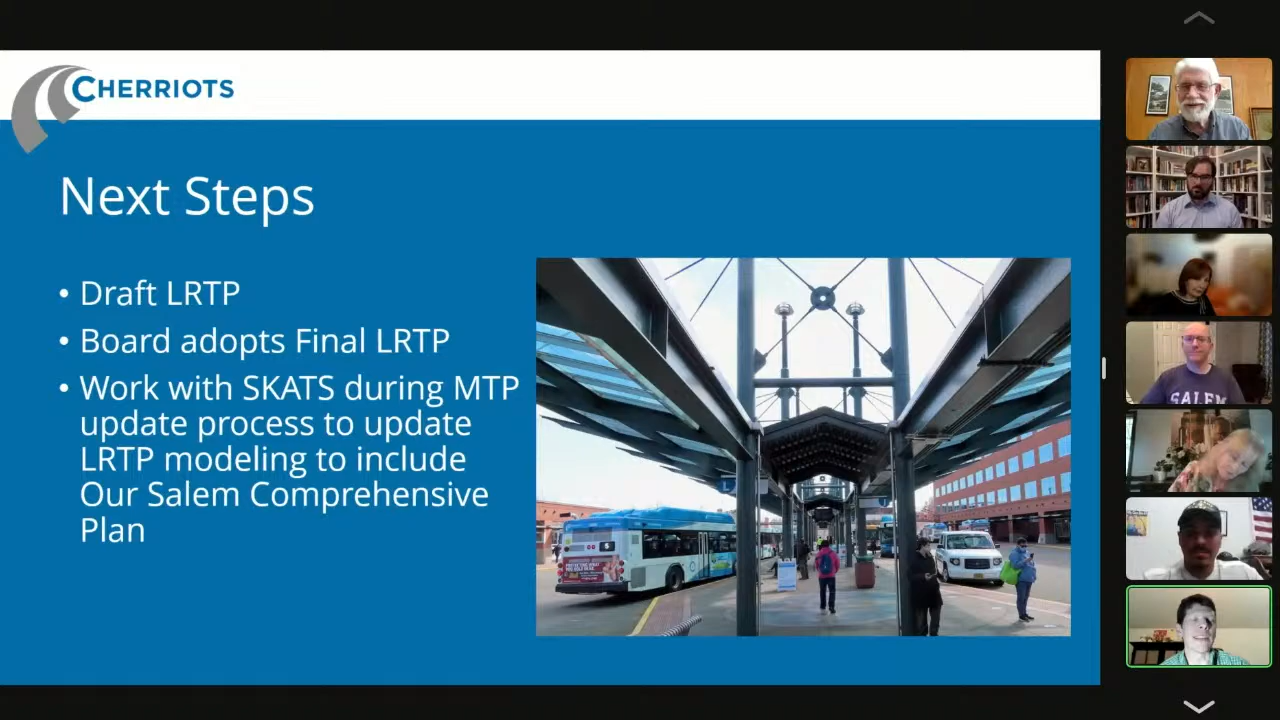 CHERRIOTS
Next Steps
• Draft LRTP
• Board adopts Final LRTP
• Work with SKATS during MTP
update process to update
LRTP modeling to include
Our Salem Comprehensive
Plan
SALEM